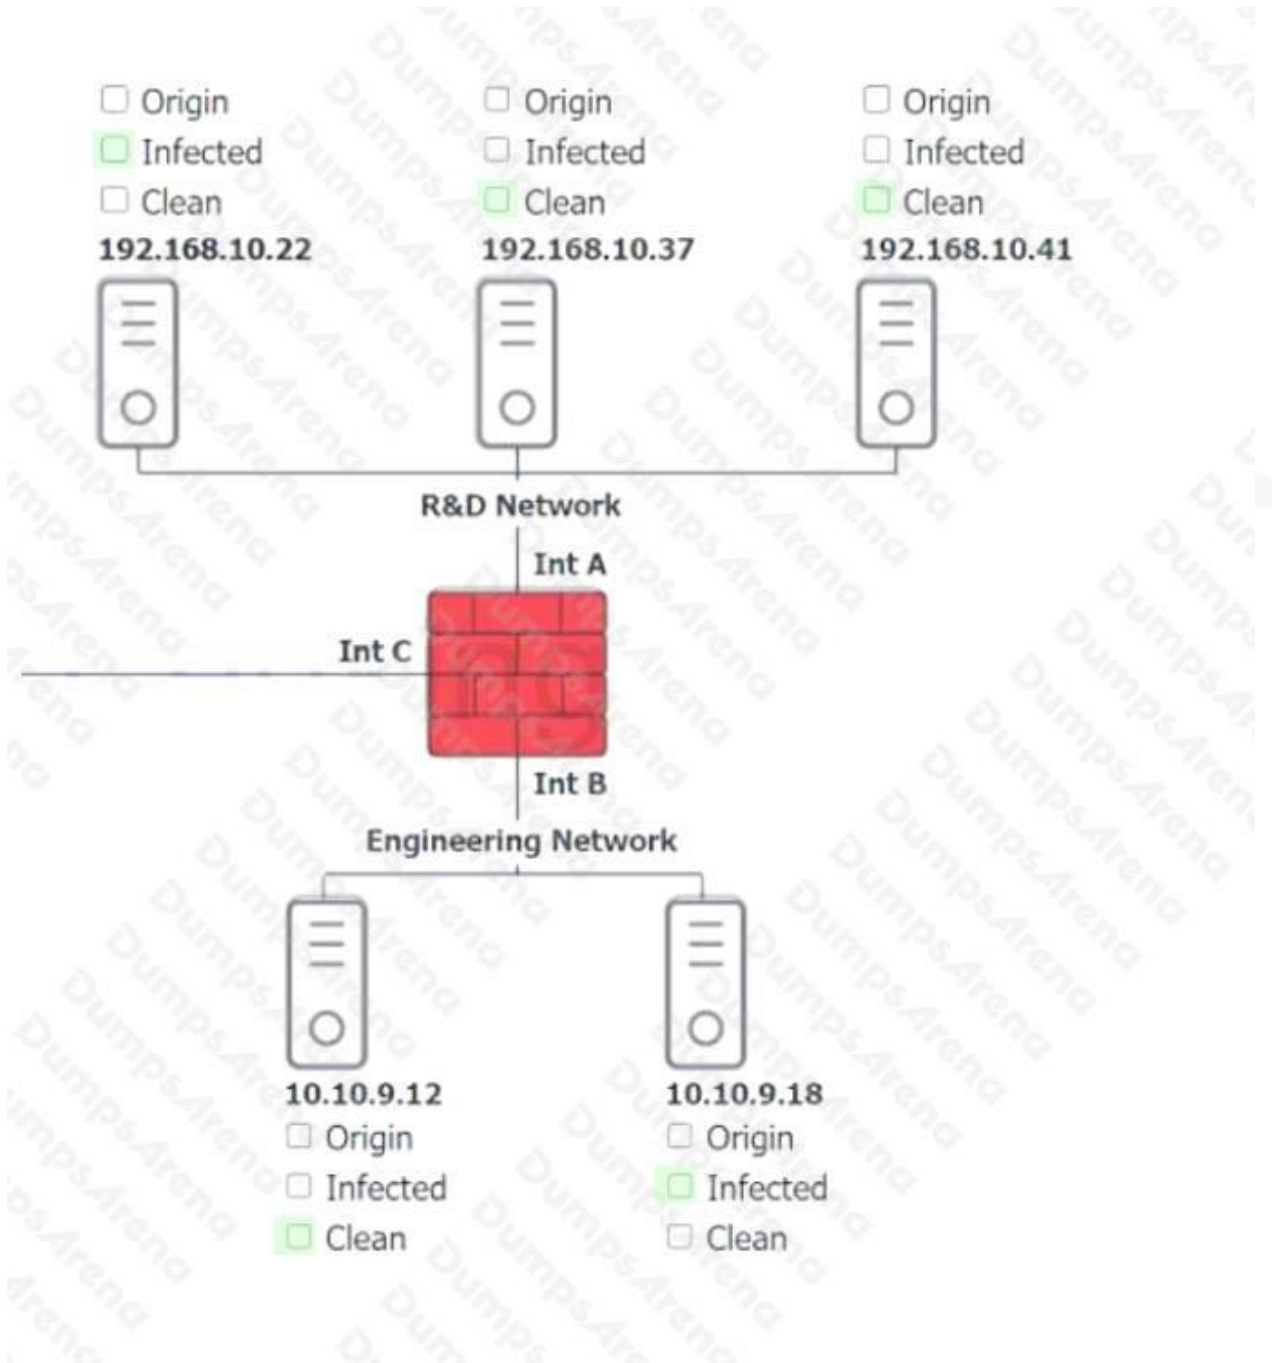 Origin Origin Origin
Infected Infected Infected
Clean Clean Clean
192.168.10.22 192.168.10.37 192.168.10.41
R&D Network
Int A
Int C
Int B
Engineering Network
10.10.9.12 10.10.9.18
Origin Origin
Infected Infected
Clean Clean
DumpsArena